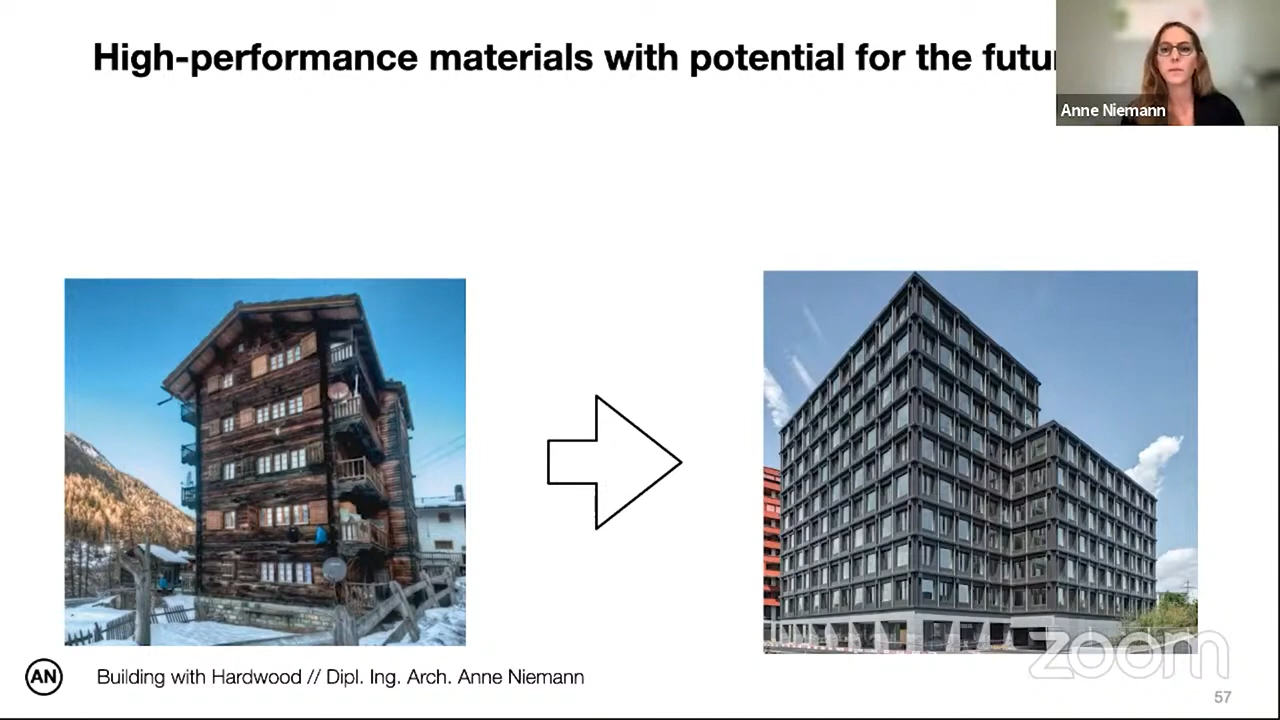 High-performance materials with potential for the futu
Anne Niemann
AN
Building with Hardwood // Dipl. Ing. Arch. Anne Niemann
zoom
57